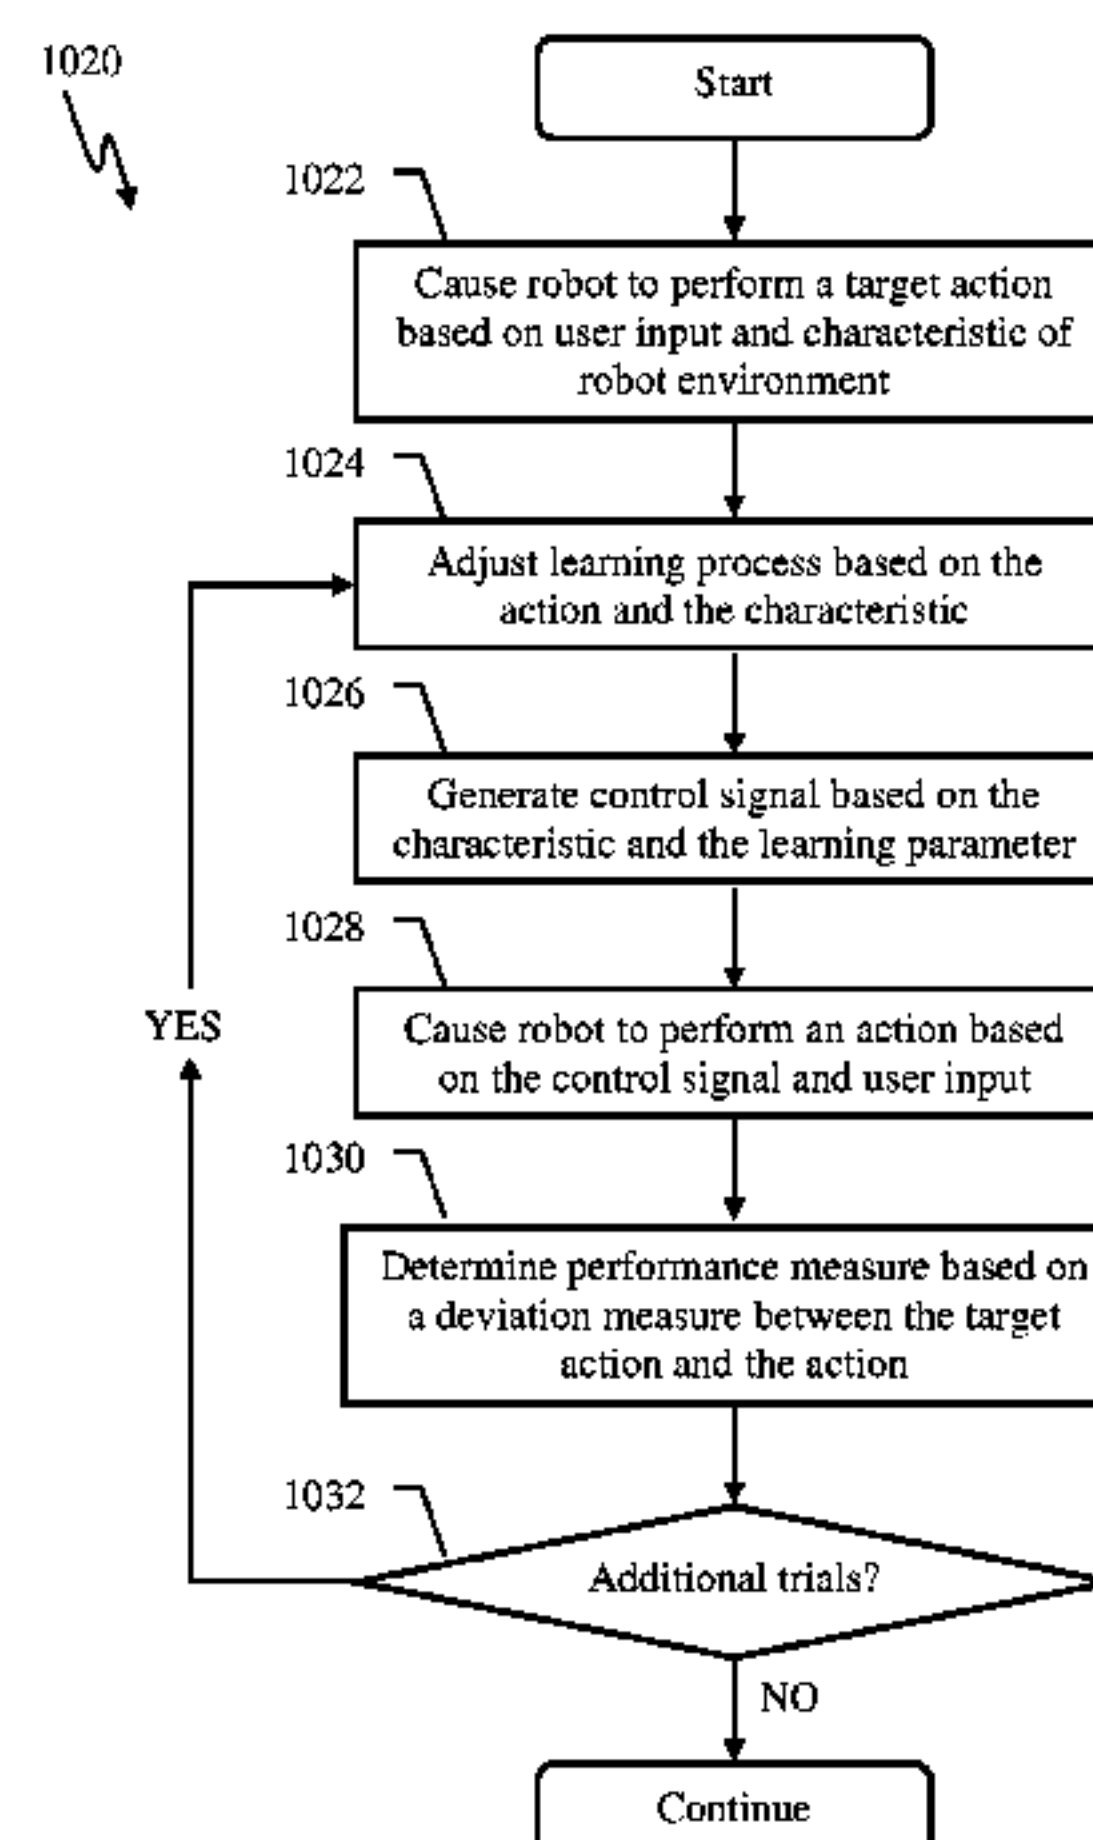 1020
Start
1022
Cause robot to perform a target action
based on user input and characteristic of
robot environment
1024
Adjust learning process based on the
action and the characteristic
1026
Generate control signal based on the
characteristic and the learning parameter
1028
Cause robot to perform an action based
on the control signal and user input
YES
1030
Determine performance measure based on
a deviation measure between the target
action and the action
1032
Additional trials?
NO
Continue